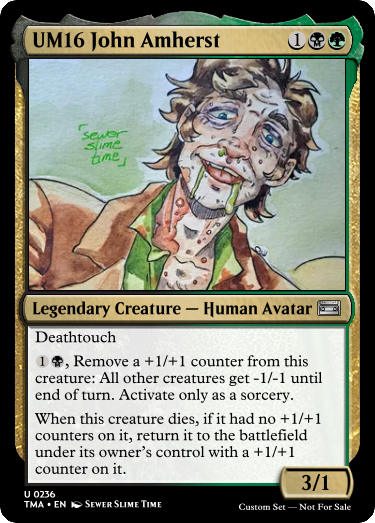 UM16 John Amherst 1
「sewer
slime
time」
Legendary Creature — Human Avatar
Deathtouch
1, Remove a +1/+1 counter from this
creature: All other creatures get -1/-1 until
end of turn. Activate only as a sorcery.
When this creature dies, if it had no +1/+1
counters on it, return it to the battlefield
under its owner's control with a +1/+1
counter on it.
3/1
U 0236
TMA • EN Sewer Slime Time
Custom Set — Not For Sale